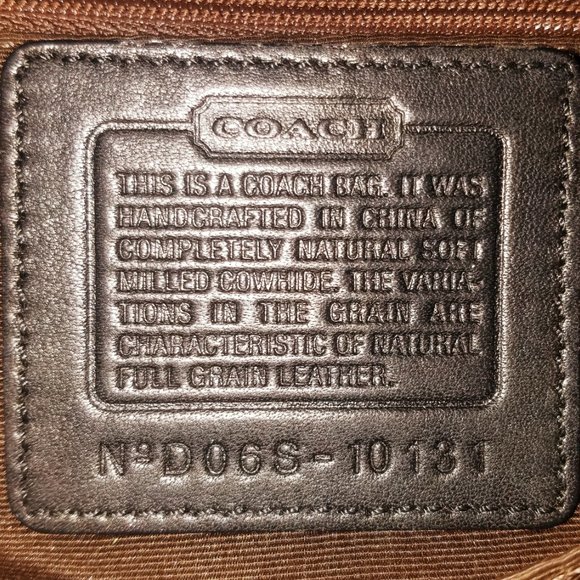 COACH
THIS IS A COACH BAG. IT WAS
HANDCRAFTED IN CHINA OF
COMPLETELY NATURAL SOFT
MILLED COWHIDE. THE VARIA-
TIONS IN THE GRAIN ARE
CHARACTERISTIC OF NATURAL
FULL GRAIN LEATHER.
Nº D06S-10131